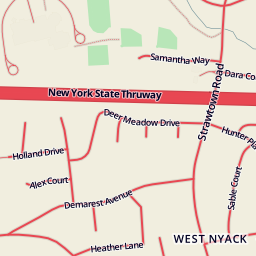 Samantha Way
Dara Co
New York State Thruway
Strawtown Road
Deer Meadow Drive
Hunter Pla
Holland Drive
Alex Court
Sable Court
Demarest Avenue
WEST NYACK
Heather Lane